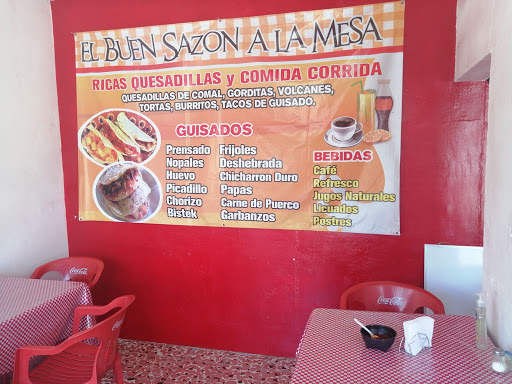 EL BUEN SAZON A LA MESA
RICAS QUESADILLAS y COMIDA CORRIDA
QUESADILLAS DE COMAL, GORDITAS, VOLCANES,
TORTAS, BURRITOS, TACOS DE GUISADO.
GUISADOS
Prensado
Nopales
Huevo
Picadillo
Chorizo
Bistek
Frijoles
Deshebrada
Chicharron Duro
Papas
Carne de Puerco
Garbanzos
BEBIDAS
Café
Refresco
Jugos Naturales
Licuados
Postres
Coca-Cola
Coca-Cola